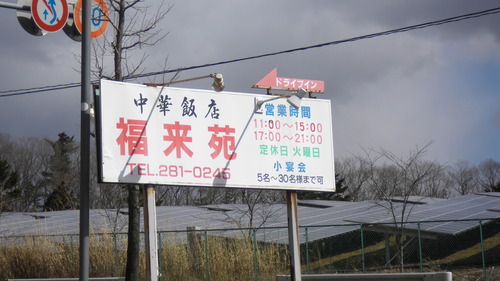 ドライブイン
中華飯店
福来苑
TEL.281-0245
営業時間
11:00～15:00
17:00～21:00
定休日 火曜日
小宴会
5名～30名様まで可